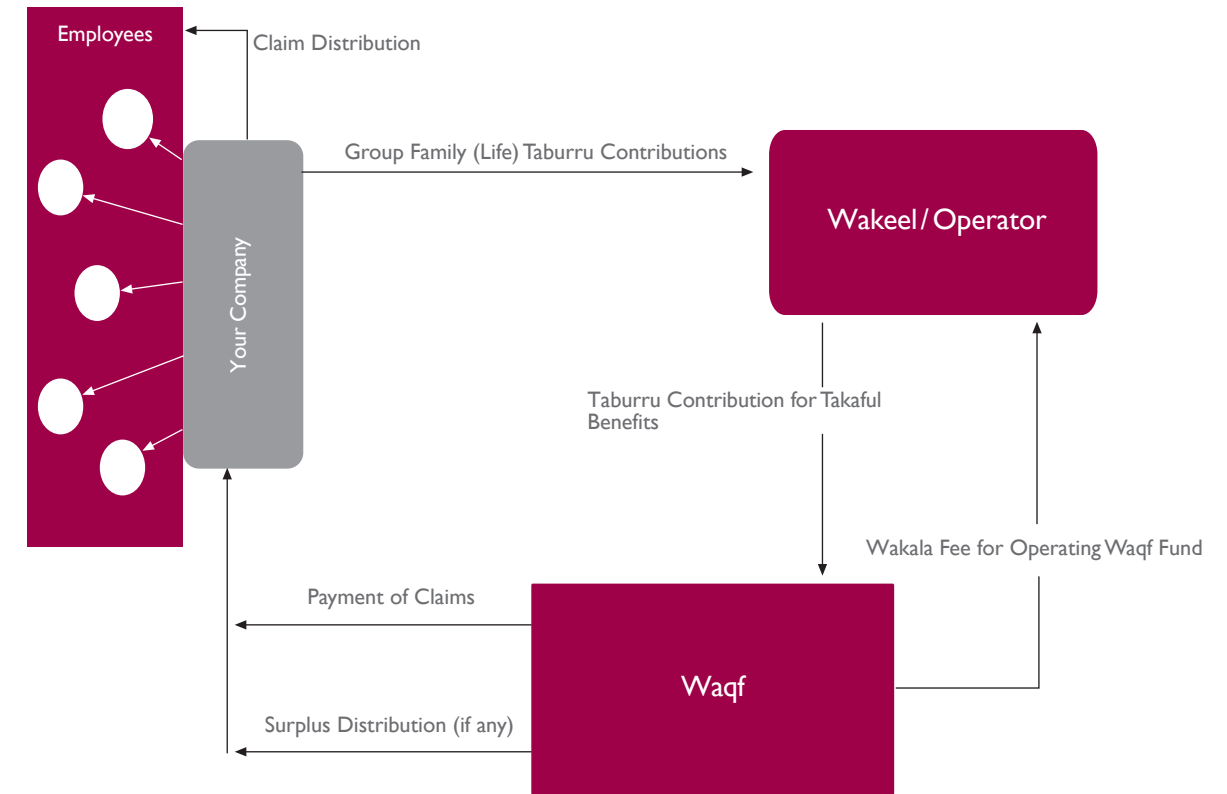 Employees
Claim Distribution
Group Family (Life) Taburru Contributions
Wakeel / Operator
Your Company
Taburru Contribution for Takaful
Benefits
Wakala Fee for Operating Waqf Fund
Payment of Claims
Waqf
Surplus Distribution (if any)